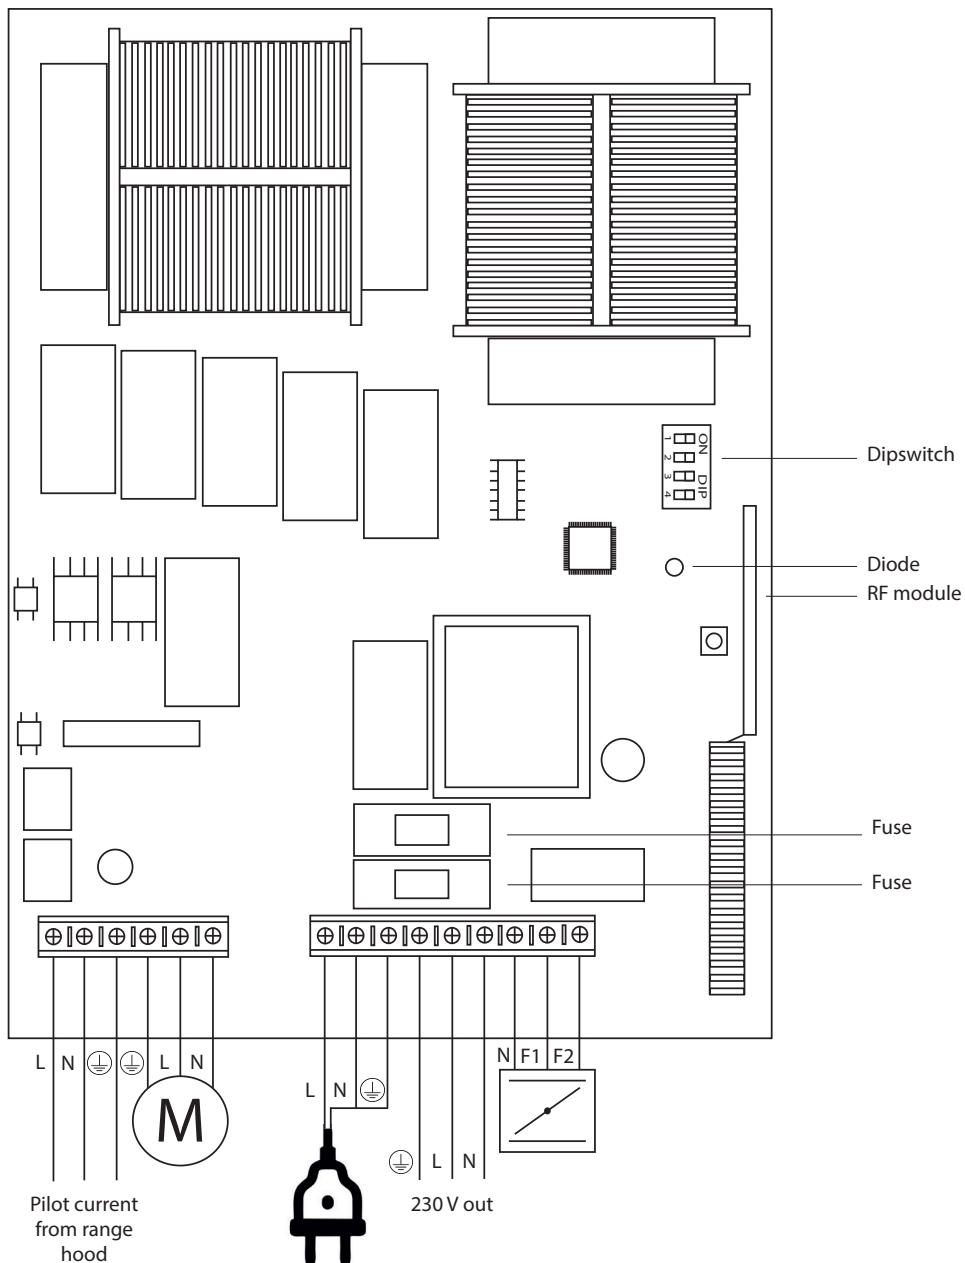 ON
DIP
1
2
3
4
Dipswitch
Diode
RF module
Fuse
Fuse
L N L N
M
L N
L N
N F1 F2
Pilot current
from range
hood
230 V out